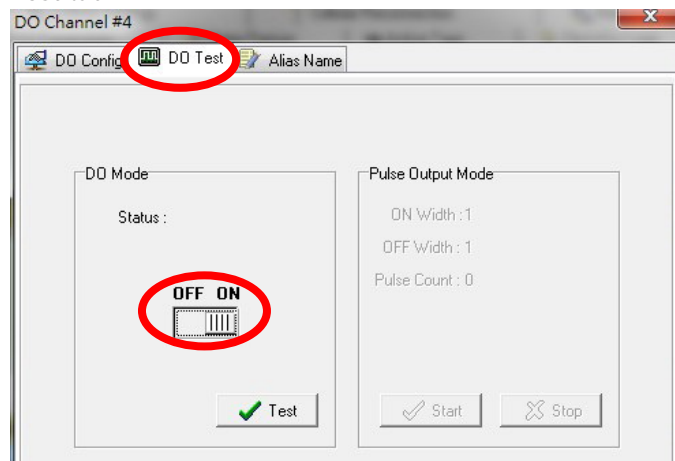 DO Channel #4
DO Config DO Test Alias Name
DO Mode
Status :
OFF ON
Test
Pulse Output Mode
ON Width :1
OFF Width : 1
Pulse Count : 0
Start Stop